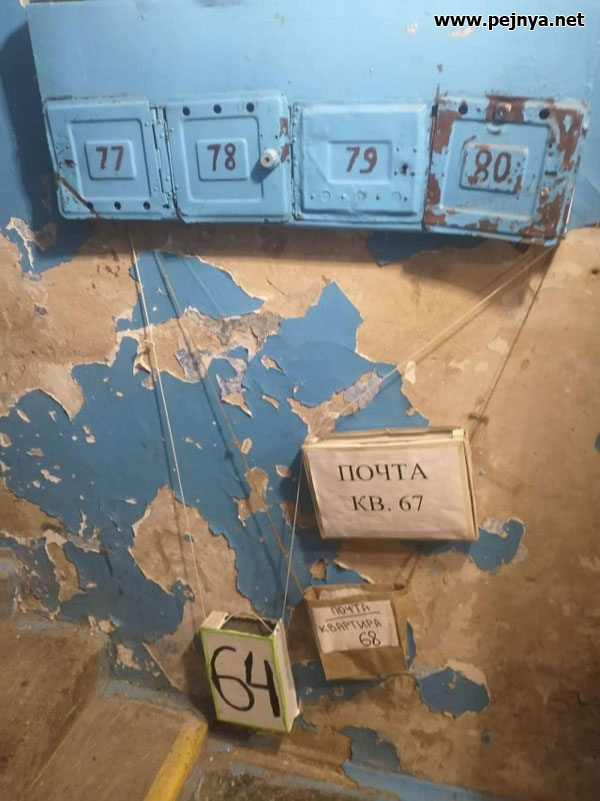 www.pejnya.net
77 78 79 80
ПОЧТА
КВ. 67
ПОЧТА
КВАРТИРА
68
64